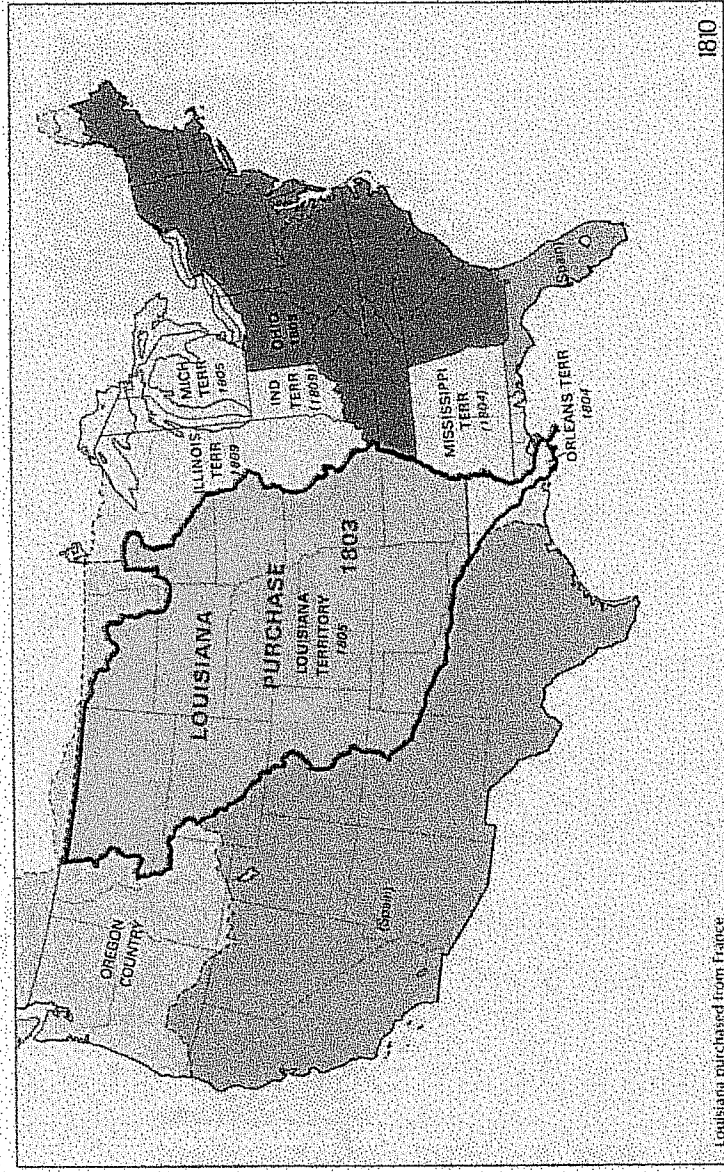 1810
OREGON
COUNTRY
LOUISIANA
PURCHASE
LOUISIANA
TERRITORY
1805
1803
ILLINOIS
TERR
1809
MICH
TERR
1805
IND
TERR
OHIO
MISSISSIPPI
TERR
(1804)
ORLEANS TERR
1804
(Spain)
(Spain)
Louisiana purchased from France